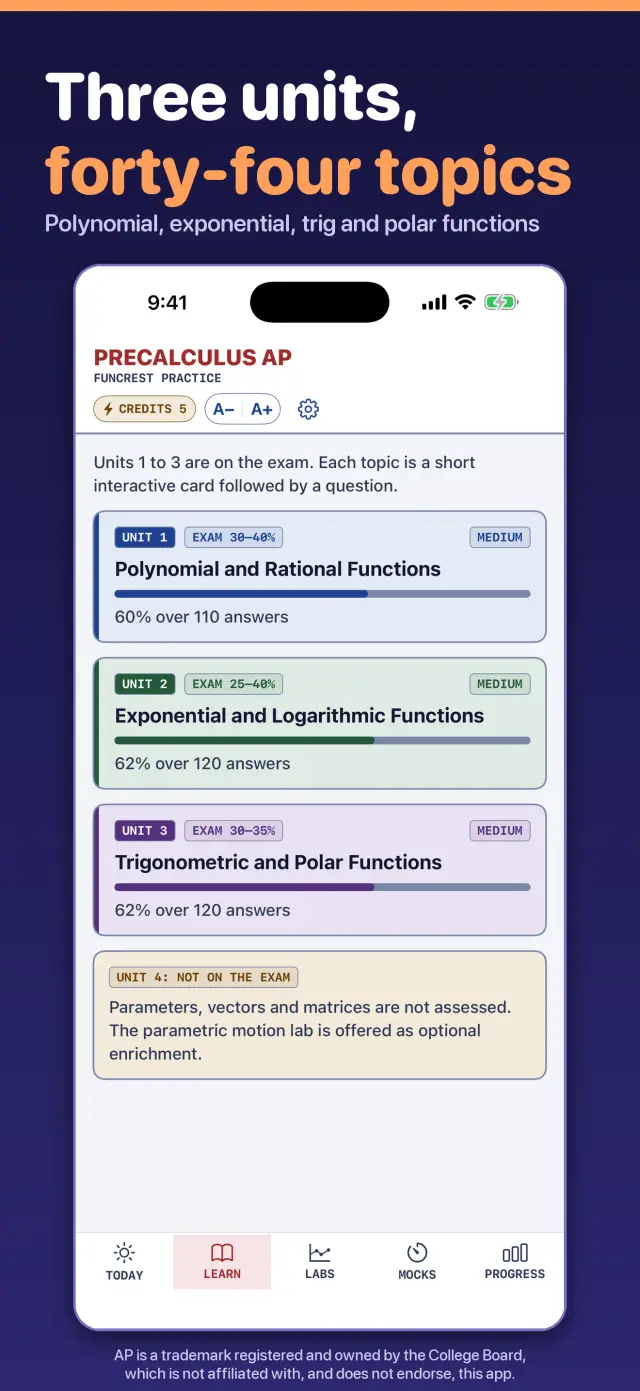 Three units,
forty-four topics
Polynomial, exponential, trig and polar functions
9:41
PRECALCULUS AP
FUNCREST PRACTICE
CREDITS 5 A− A+
Units 1 to 3 are on the exam. Each topic is a short
interactive card followed by a question.
UNIT 1 EXAM 30–40% MEDIUM
Polynomial and Rational Functions
60% over 110 answers
UNIT 2 EXAM 25–40% MEDIUM
Exponential and Logarithmic Functions
62% over 120 answers
UNIT 3 EXAM 30–35% MEDIUM
Trigonometric and Polar Functions
62% over 120 answers
UNIT 4: NOT ON THE EXAM
Parameters, vectors and matrices are not assessed.
The parametric motion lab is offered as optional
enrichment.
TODAY LEARN LABS MOCKS PROGRESS
AP is a trademark registered and owned by the College Board,
which is not affiliated with, and does not endorse, this app.